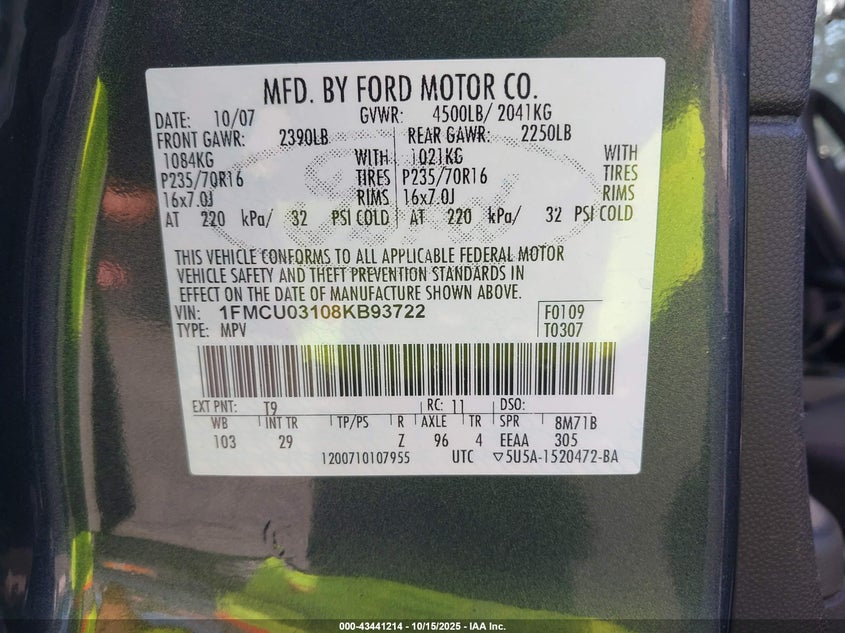 MFD. BY FORD MOTOR CO.
DATE: 10/07 GVWR: 4500LB/ 2041KG
FRONT GAWR: 2390LB REAR GAWR: 2250LB
1084KG WITH 1021KG WITH
P235/70R16 TIRES P235/70R16 TIRES
16x7.0J RIMS 16x7.0J RIMS
AT 220 kPa/ 32 PSI COLD AT 220 kPa/ 32 PSI COLD
THIS VEHICLE CONFORMS TO ALL APPLICABLE FEDERAL MOTOR
VEHICLE SAFETY AND THEFT PREVENTION STANDARDS IN
EFFECT ON THE DATE OF MANUFACTURE SHOWN ABOVE.
VIN: 1FMCU03108KB93722 F0109
TYPE: MPV T0307
EXT PNT: T9 RC: 11 DSO:
WB INT TR TP/PS R AXLE TR SPR 8M71B
103 29 Z 96 4 EEAA 305
1200710107955 UTC ▽5U5A-1520472-BA
000-43441214 - 10/15/2025 - IAA Inc.